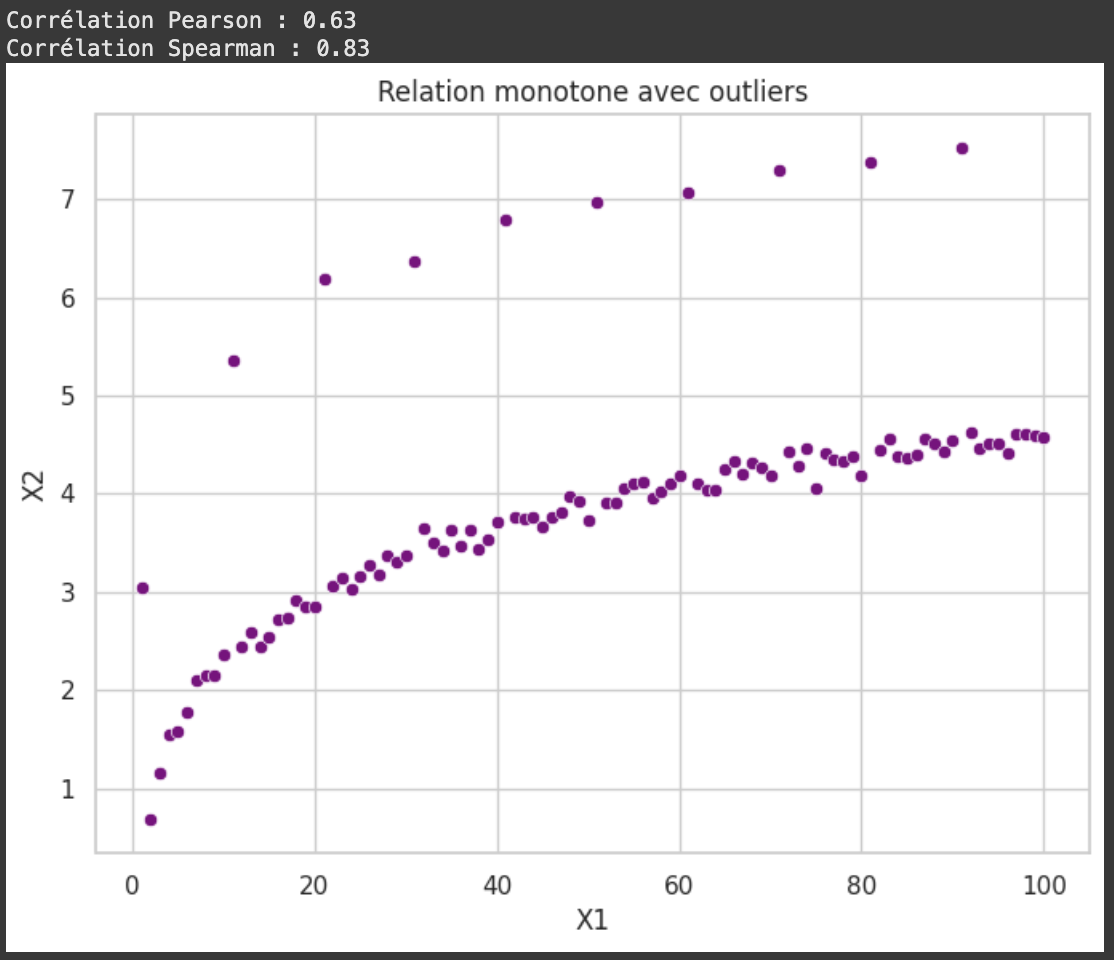 Corrélation Pearson : 0.63
Corrélation Spearman : 0.83
Relation monotone avec outliers
7
6
5
4
3
2
1
X2
0 20 40 60 80 100
X1